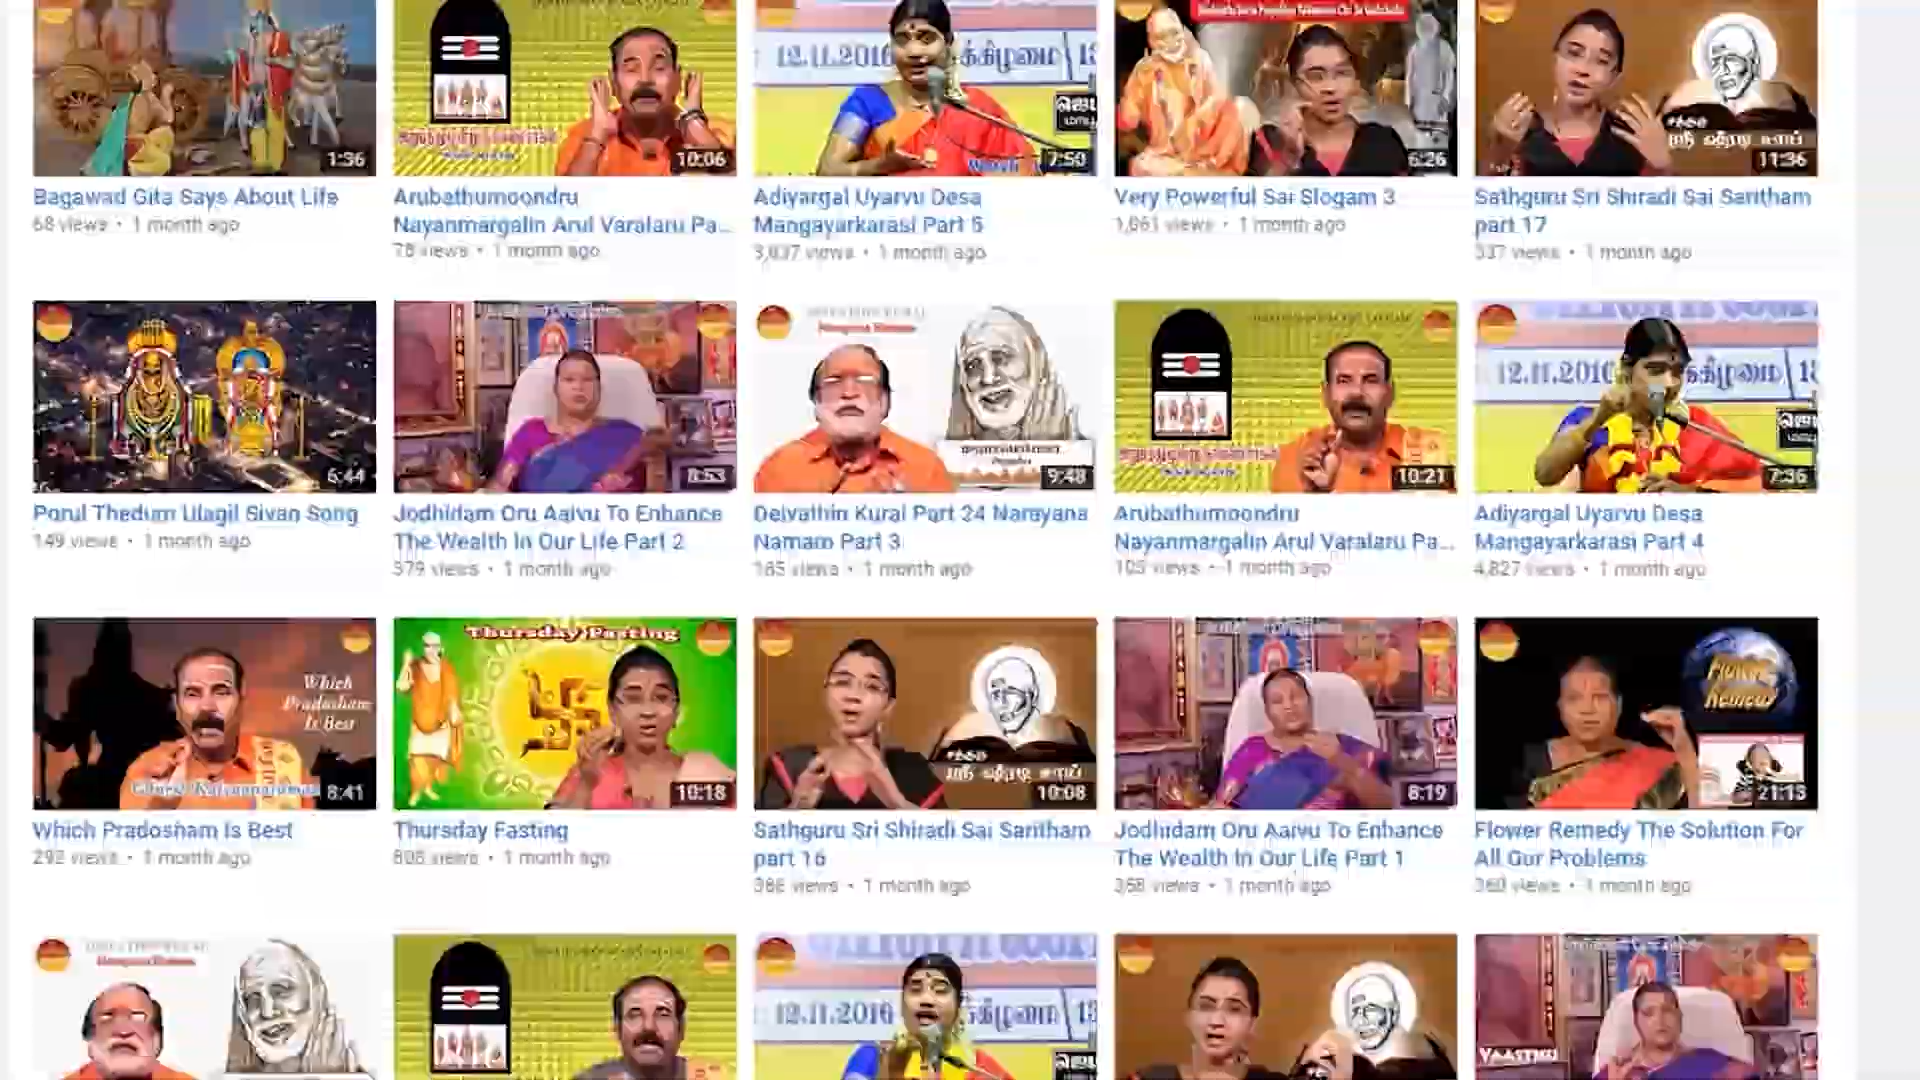 12.11.2016
1:36
10:06
7:50
6:26
11:36
Bagawad Gita Says About Life
Arubathumoondru
Adiyargal Uyarvu Desa
Very Powerful Sai Slogam 3
Sathguru Sri Shiradi Sai Saritham
Nayanmargalin Arul Varalaru Pa...
Mangayarkarasi Part 5
part 17
68 views • 1 month ago
78 views • 1 month ago
1 month ago
1,061 views • 1 month ago
337 views • 1 month ago
12.11.2016
6:44
8:53
9:48
10:21
7:36
Porul Thedum Ulagil Sivan Song
Jodhidam Oru Aaivu To Enhance
Deivathin Kural Part 24 Narayana
Arubathumoondru
Adiyargal Uyarvu Desa
The Wealth In Our Life Part 2
Namam Part 3
Nayanmargalin Arul Varalaru Pa...
Mangayarkarasi Part 4
149 views • 1 month ago
379 views • 1 month ago
165 views • 1 month ago
105 views • 1 month ago
4,827 views • 1 month ago
Which
Pradosham
Is Best
Thursday Fasting
Flower
Remedy
8:41
10:18
10:08
8:19
21:13
Which Pradosham Is Best
Thursday Fasting
Sathguru Sri Shiradi Sai Saritham
Jodhidam Oru Aaivu To Enhance
Flower Remedy The Solution For
part 16
The Wealth In Our Life Part 1
All Our Problems
292 views • 1 month ago
808 views • 1 month ago
386 views • 1 month ago
358 views • 1 month ago
360 views • 1 month ago
12.11.2016
VAASTHU